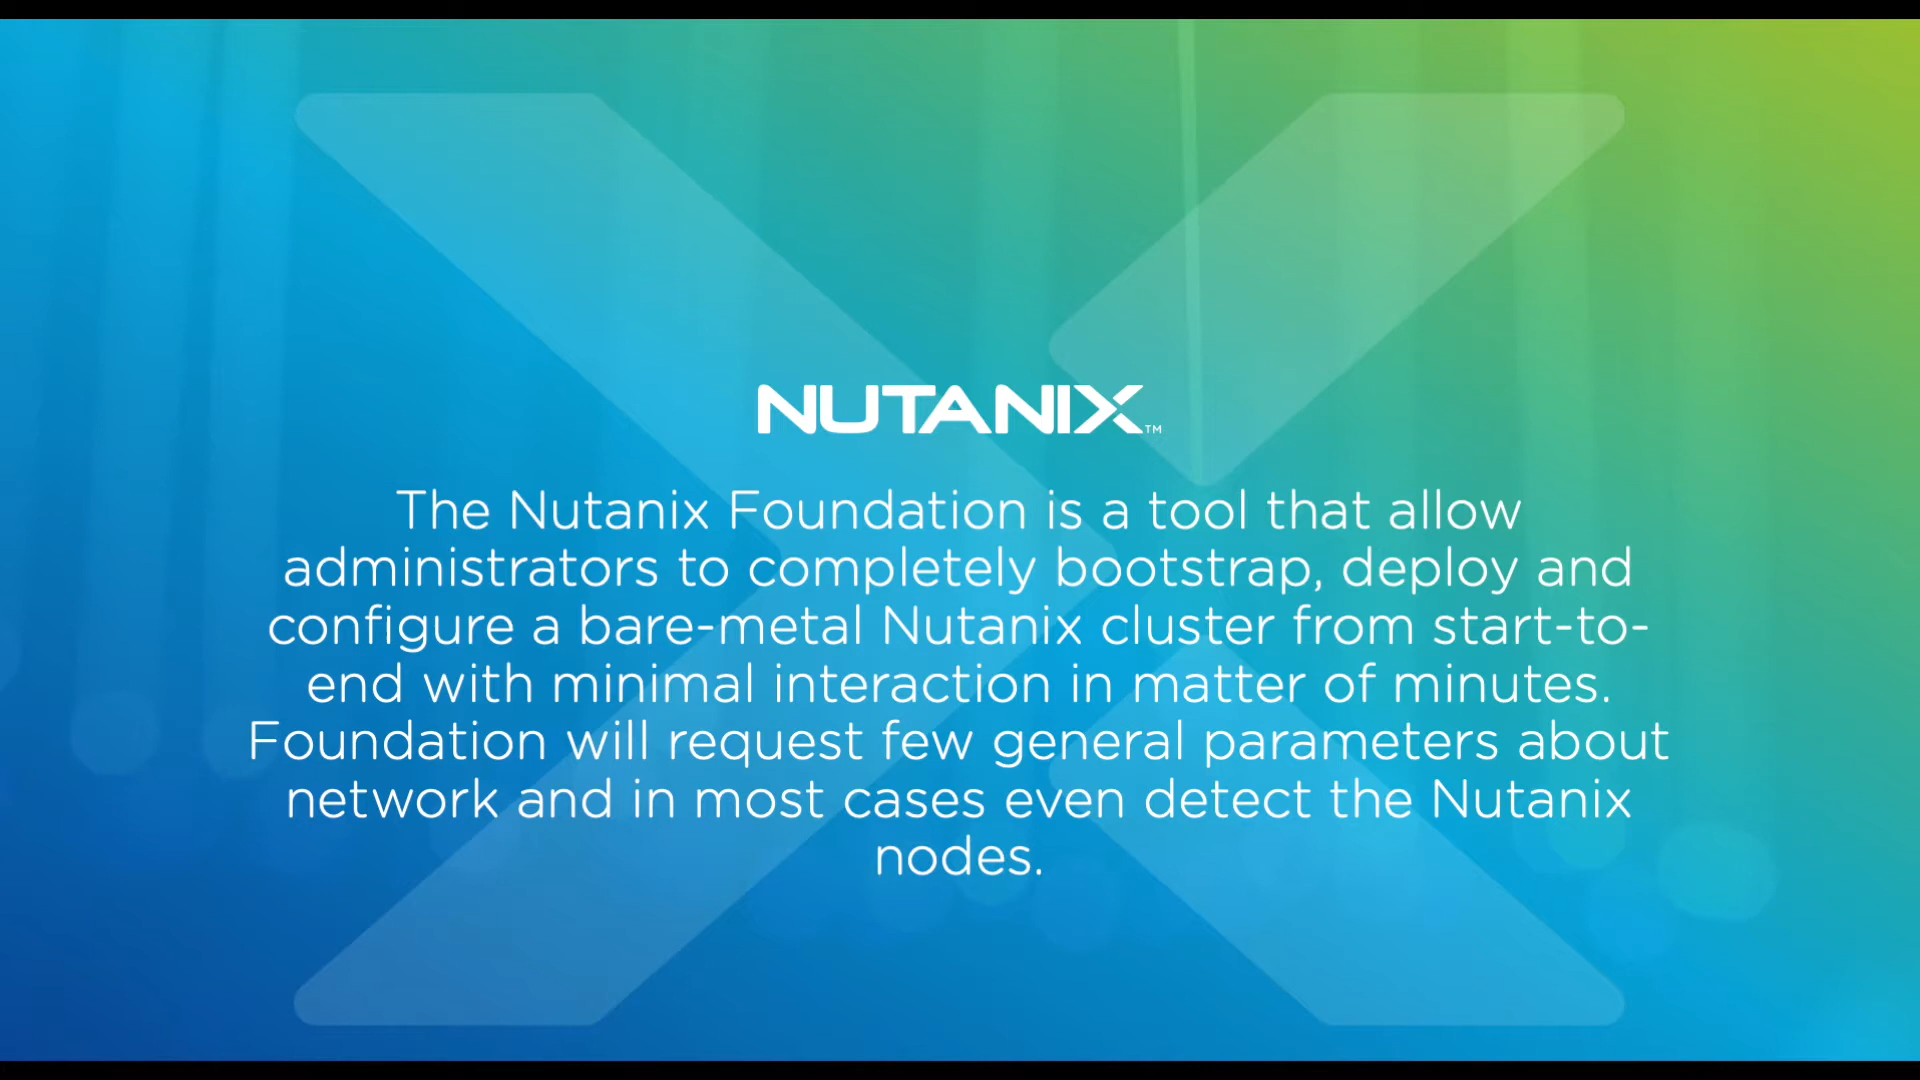 NUTANIX™
The Nutanix Foundation is a tool that allow
administrators to completely bootstrap, deploy and
configure a bare-metal Nutanix cluster from start-to-
end with minimal interaction in matter of minutes.
Foundation will request few general parameters about
network and in most cases even detect the Nutanix
nodes.